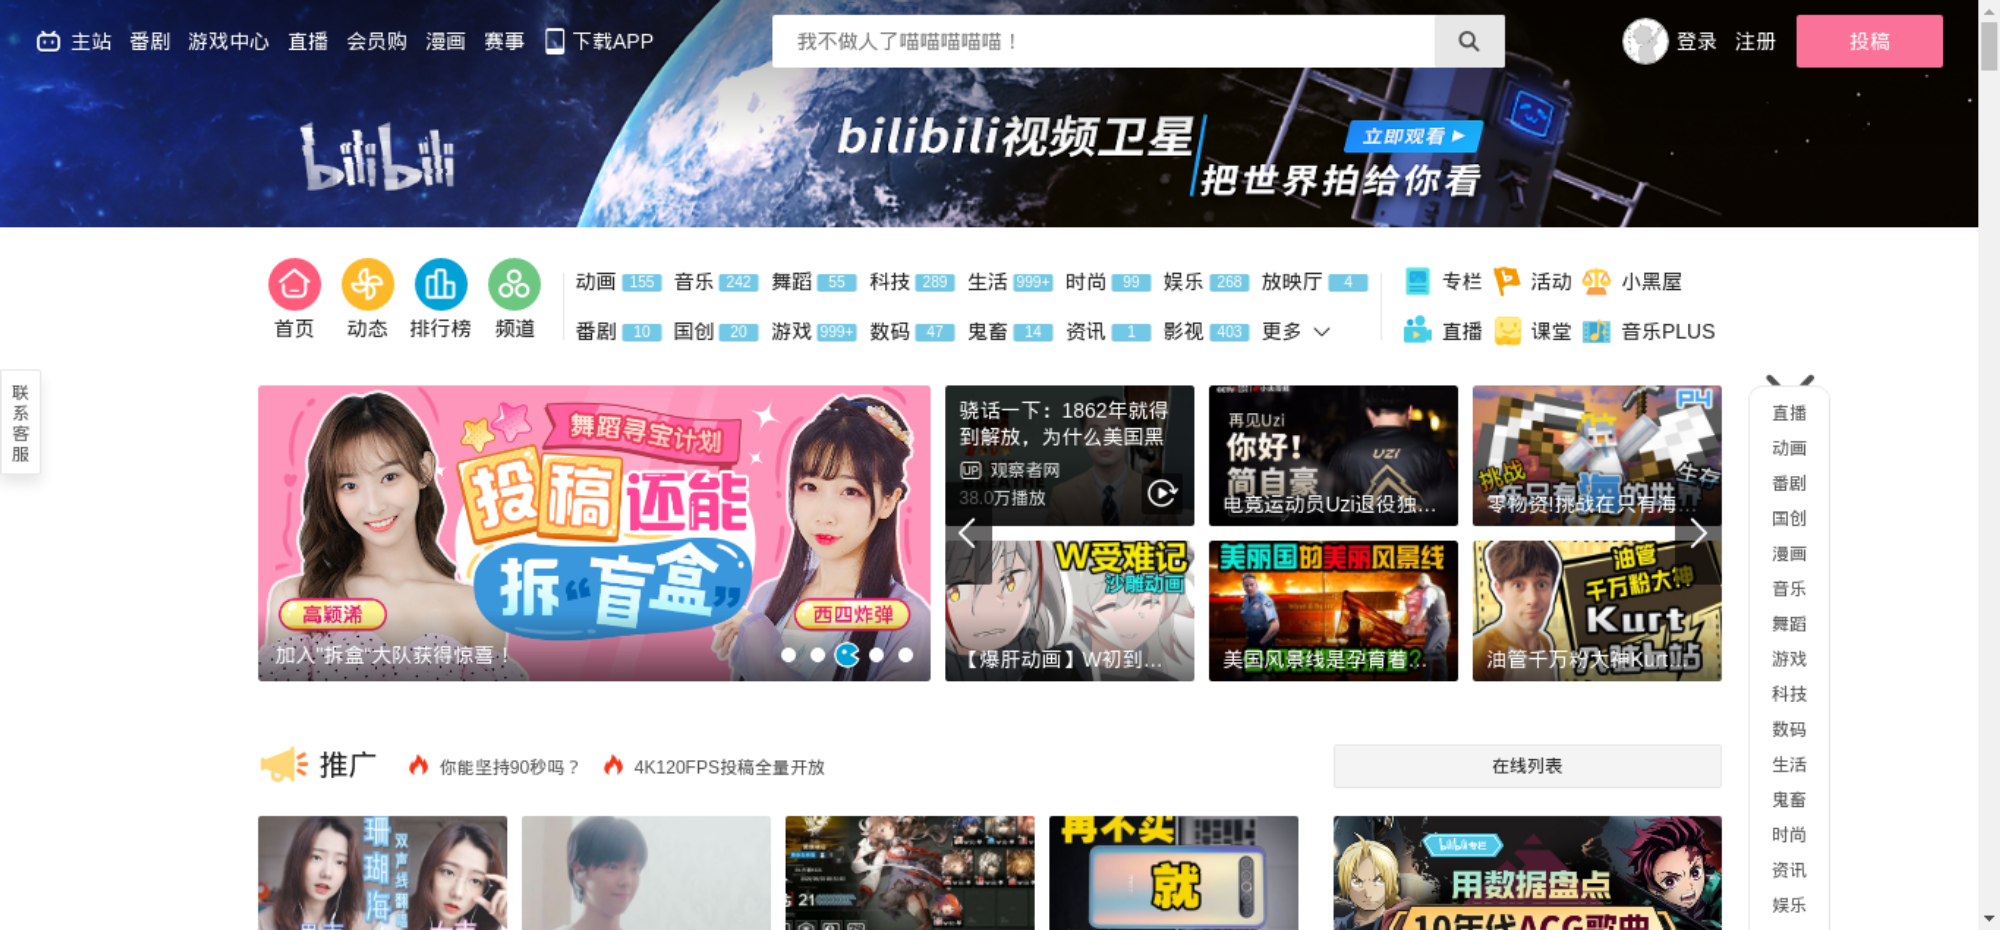 主站 番剧 游戏中心 直播 会员购 漫画 赛事 下载APP
我不做人了喵喵喵喵喵！
登录 注册 投稿
bilibili
bilibili视频卫星
立即观看
把世界拍给你看
首页 动态 排行榜 频道
动画 155 音乐 242 舞蹈 55 科技 289 生活 999+ 时尚 99 娱乐 268 放映厅 4
番剧 10 国创 20 游戏 999+ 数码 47 鬼畜 14 资讯 1 影视 403 更多
专栏 活动 小黑屋
直播 课堂 音乐PLUS
联系客服
舞蹈寻宝计划
投稿还能
拆“盲盒”
高颖浠
西四炸弹
加入"拆盒"大队获得惊喜！
骁话一下：1862年就得
到解放，为什么美国黑
UP 观察者网
38.0万播放
再见Uzi
你好！
简自豪
UZI
电竞运动员Uzi退役独...
P4
挑战
生存
零物资!挑战在只有海...
W受难记
沙雕动画
【爆肝动画】W初到...
美丽国的美丽风景线
美国风景线是孕育着...
油管
千万粉大神
Kurt
油管千万粉大神Kurt...
直播
动画
番剧
国创
漫画
音乐
舞蹈
游戏
科技
数码
生活
鬼畜
时尚
资讯
娱乐
推广
你能坚持90秒吗？
4K120FPS投稿全量开放
在线列表
珊瑚海
双声线翻唱
21
再不买
就
bilibili专栏
用数据盘点
10年代ACG歌曲